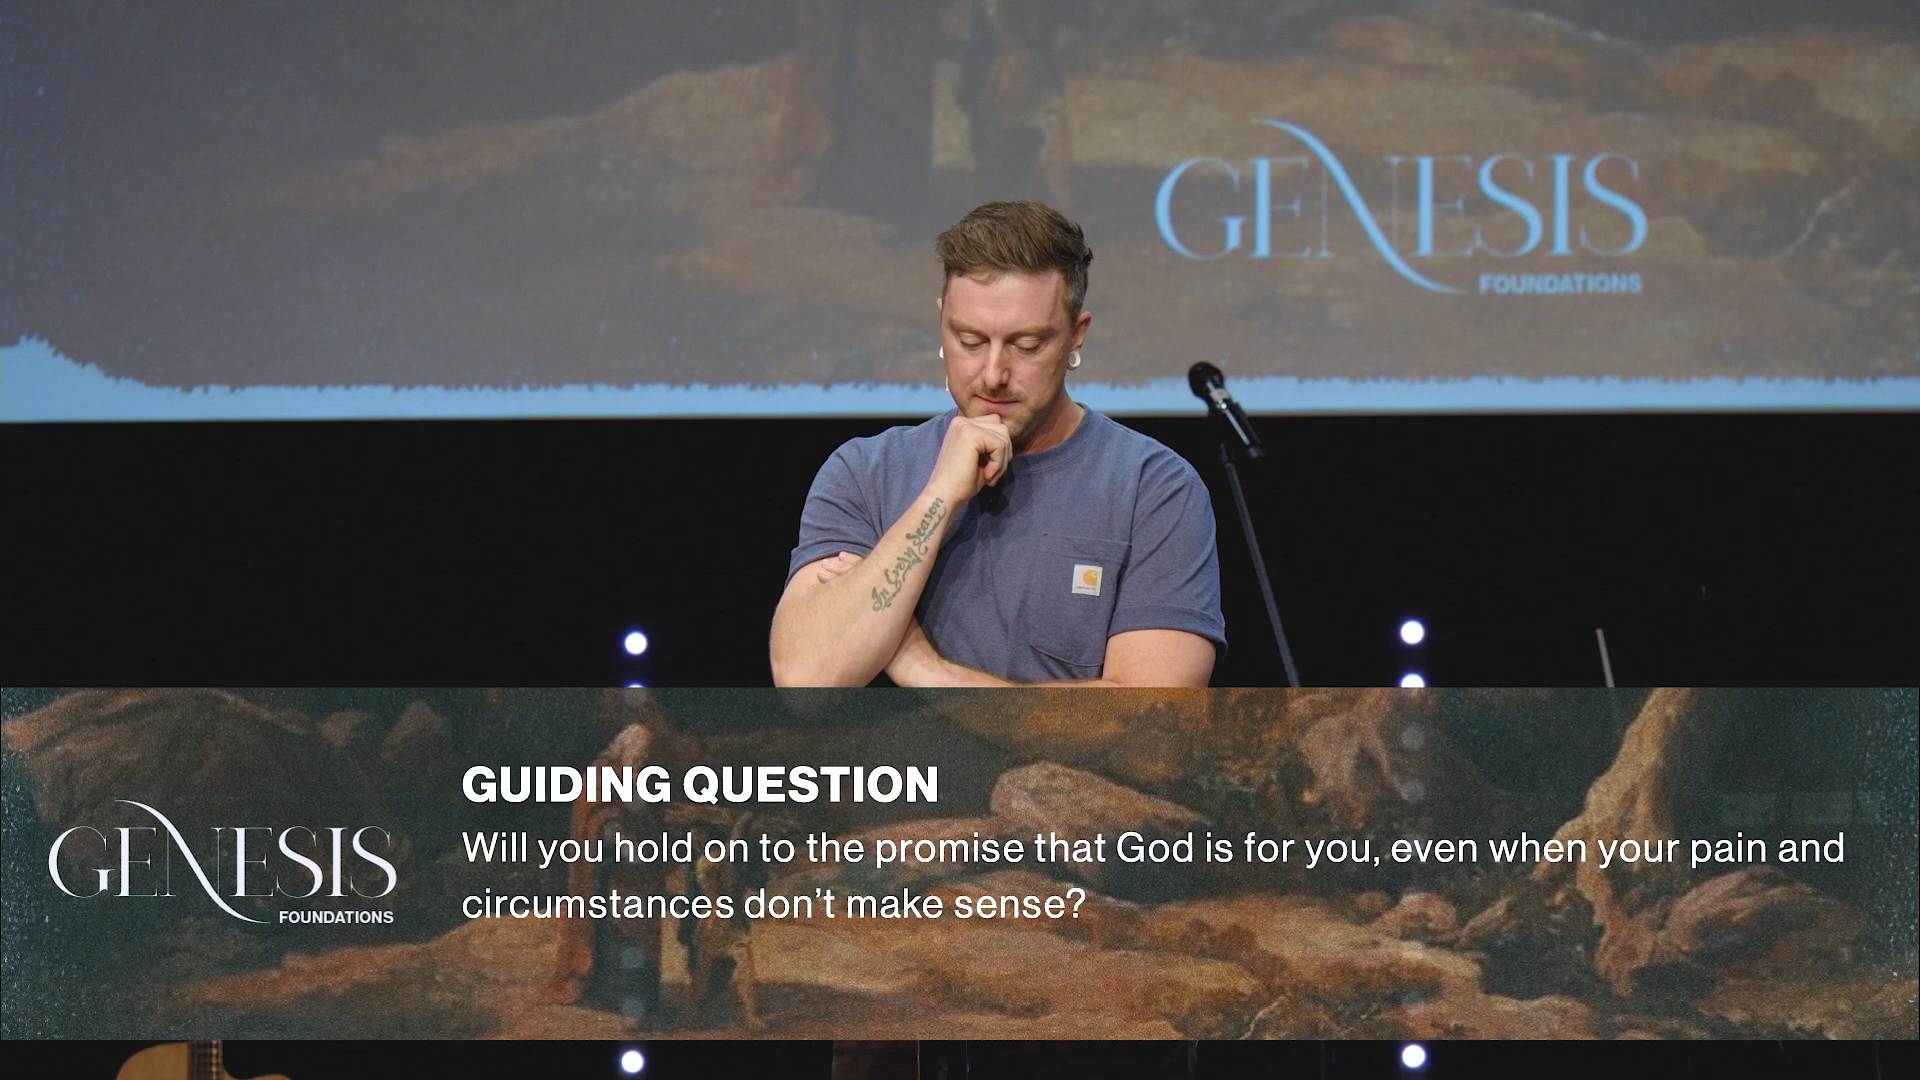 GENESIS
FOUNDATIONS
In Every Season
GUIDING QUESTION
Will you hold on to the promise that God is for you, even when your pain and
circumstances don't make sense?
GENESIS
FOUNDATIONS